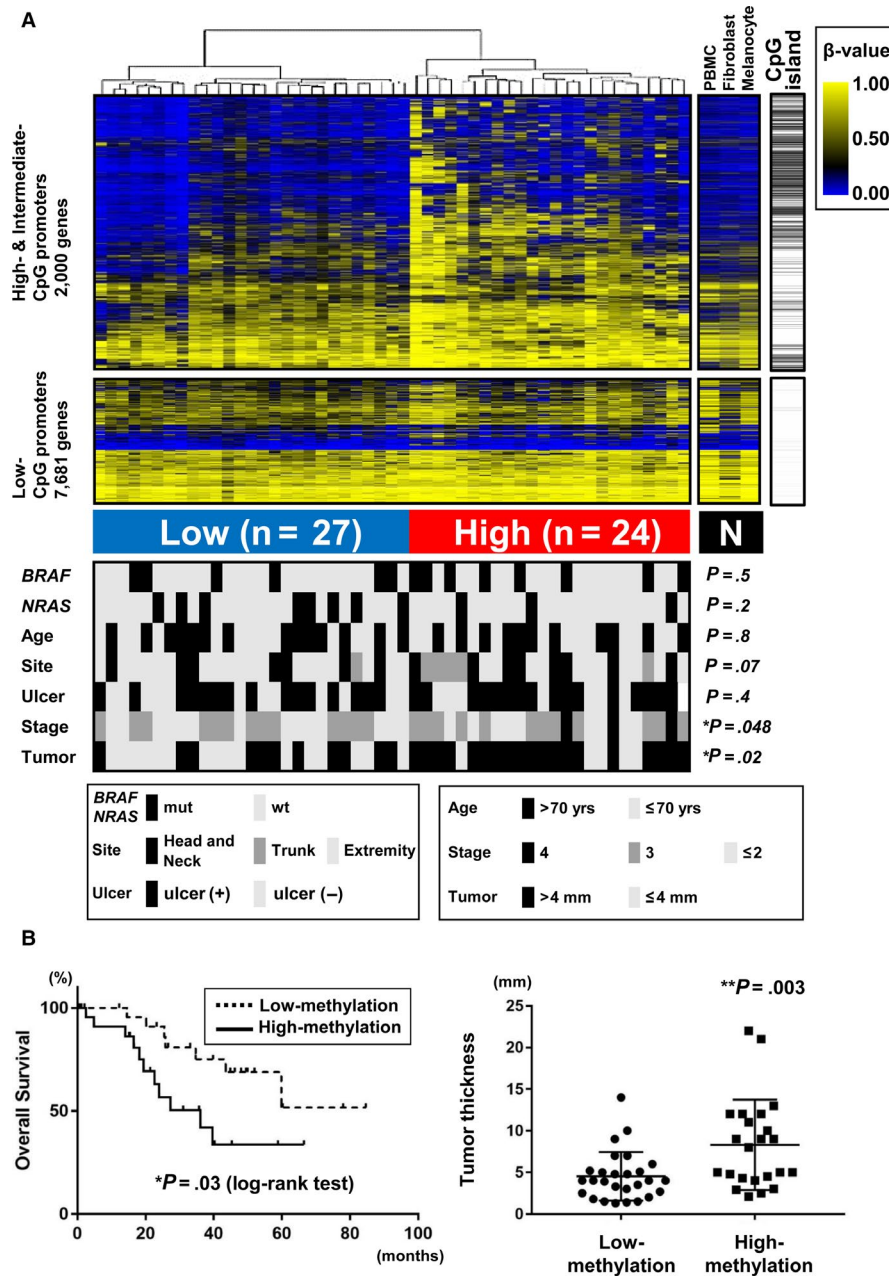 A
High- & Intermediate-
CpG promoters
2,000 genes
Low-
CpG promoters
7,681 genes
PBMC
Fibroblast
Melanocyte
CpG
island
β-value
1.00
0.50
0.00
Low (n = 27)
High (n = 24)
N
BRAF
P = .5
NRAS
P = .2
Age
P = .8
Site
P = .07
Ulcer
P = .4
Stage
*P = .048
Tumor
*P = .02
BRAF
NRAS
mut
wt
Site
Head and
Neck
Trunk
Extremity
Ulcer
ulcer (+)
ulcer (−)
Age
>70 yrs
≤70 yrs
Stage
4
3
≤2
Tumor
>4 mm
≤4 mm
B
(%)
100
50
0
Overall Survival
Low-methylation
High-methylation
*P = .03 (log-rank test)
0
20
40
60
80
100
(months)
(mm)
**P = .003
25
20
15
10
5
0
Tumor thickness
Low-
methylation
High-
methylation